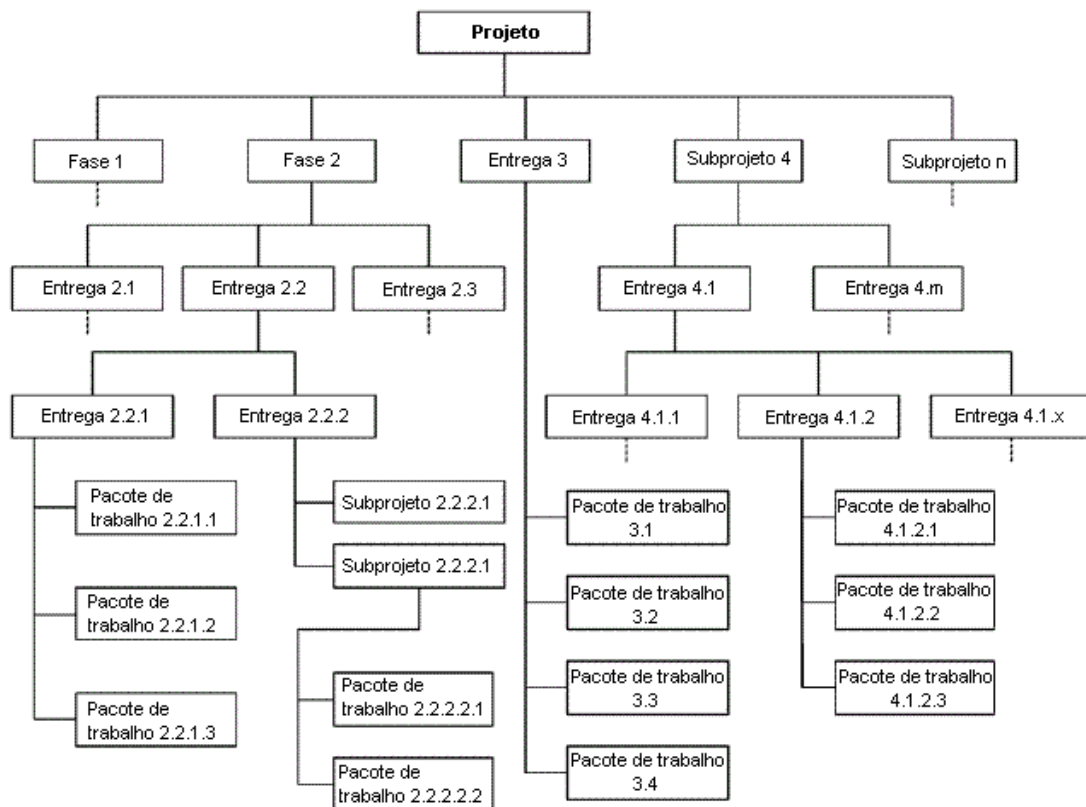 Projeto
Fase 1
Fase 2
Entrega 3
Subprojeto 4
Subprojeto n
Entrega 2.1
Entrega 2.2
Entrega 2.3
Entrega 4.1
Entrega 4.m
Entrega 2.2.1
Entrega 2.2.2
Entrega 4.1.1
Entrega 4.1.2
Entrega 4.1.x
Pacote de
trabalho 2.2.1.1
Pacote de
trabalho 2.2.1.2
Pacote de
trabalho 2.2.1.3
Subprojeto 2.2.2.1
Subprojeto 2.2.2.1
Pacote de
trabalho 2.2.2.2.1
Pacote de
trabalho 2.2.2.2.2
Pacote de trabalho
3.1
Pacote de trabalho
3.2
Pacote de trabalho
3.3
Pacote de trabalho
3.4
Pacote de trabalho
4.1.2.1
Pacote de trabalho
4.1.2.2
Pacote de trabalho
4.1.2.3